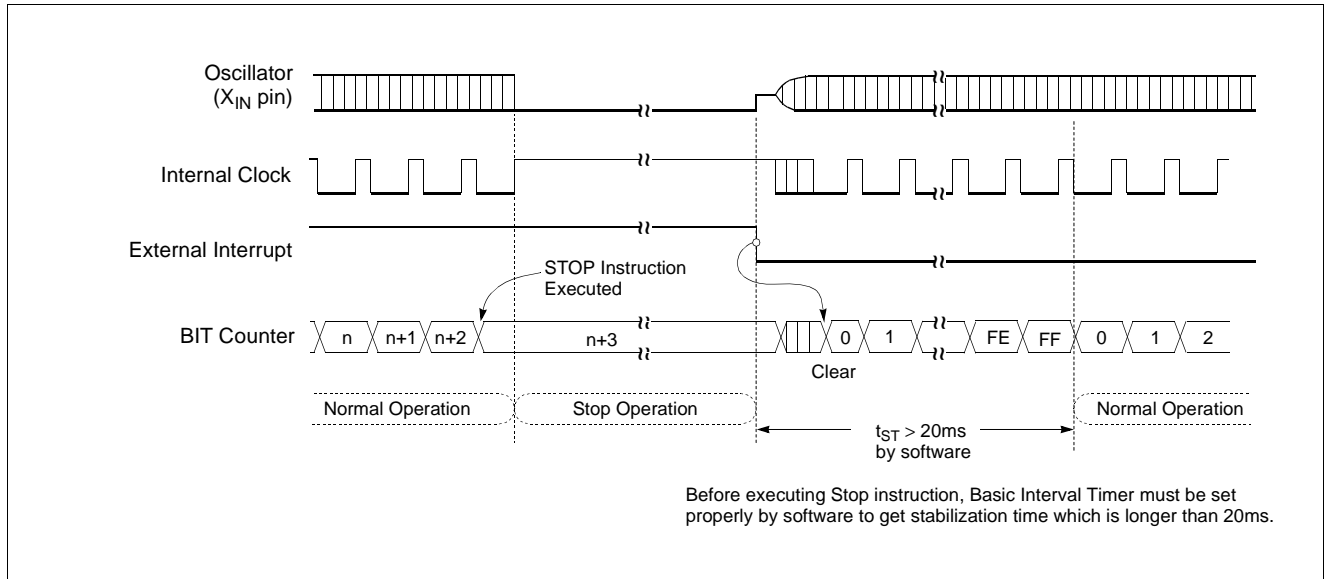 Oscillator
(XIN pin)
Internal Clock
External Interrupt
STOP Instruction
Executed
BIT Counter
n
n+1
n+2
n+3
0
1
FE
FF
0
1
2
Clear
Normal Operation
Stop Operation
Normal Operation
tST > 20ms
by software
Before executing Stop instruction, Basic Interval Timer must be set
properly by software to get stabilization time which is longer than 20ms.